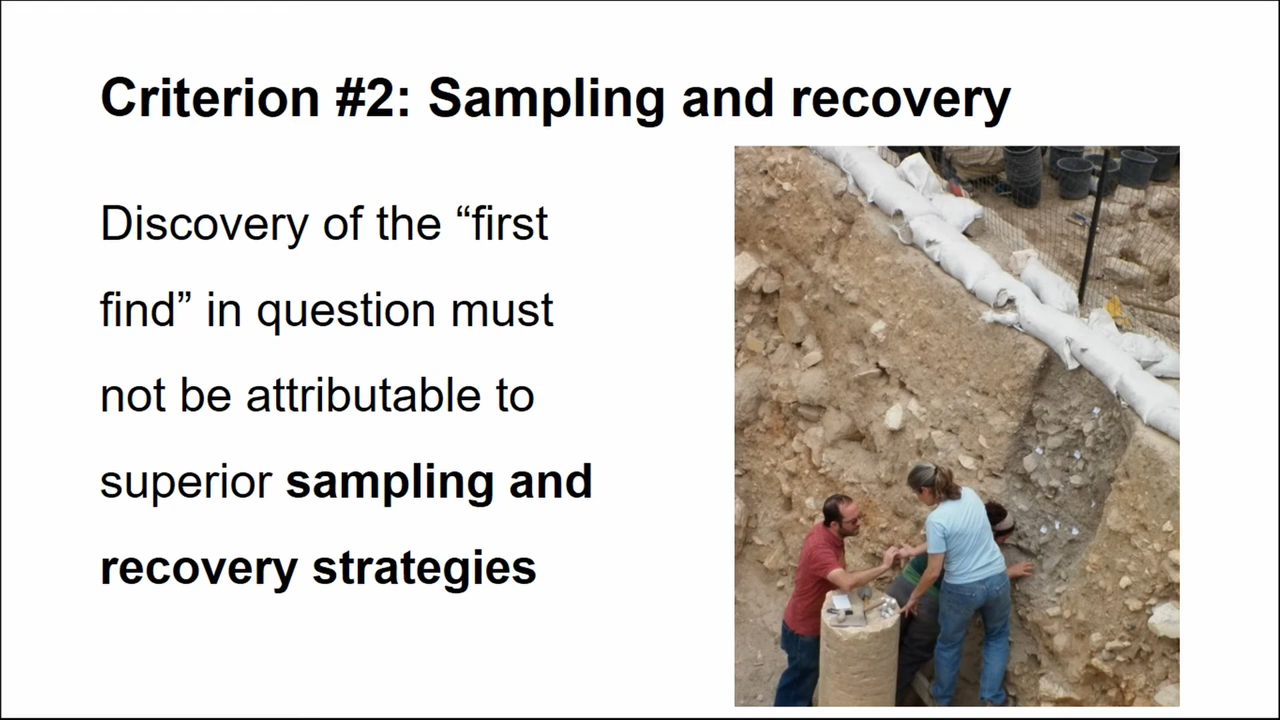 Criterion #2: Sampling and recovery
Discovery of the “first
find” in question must
not be attributable to
superior sampling and
recovery strategies